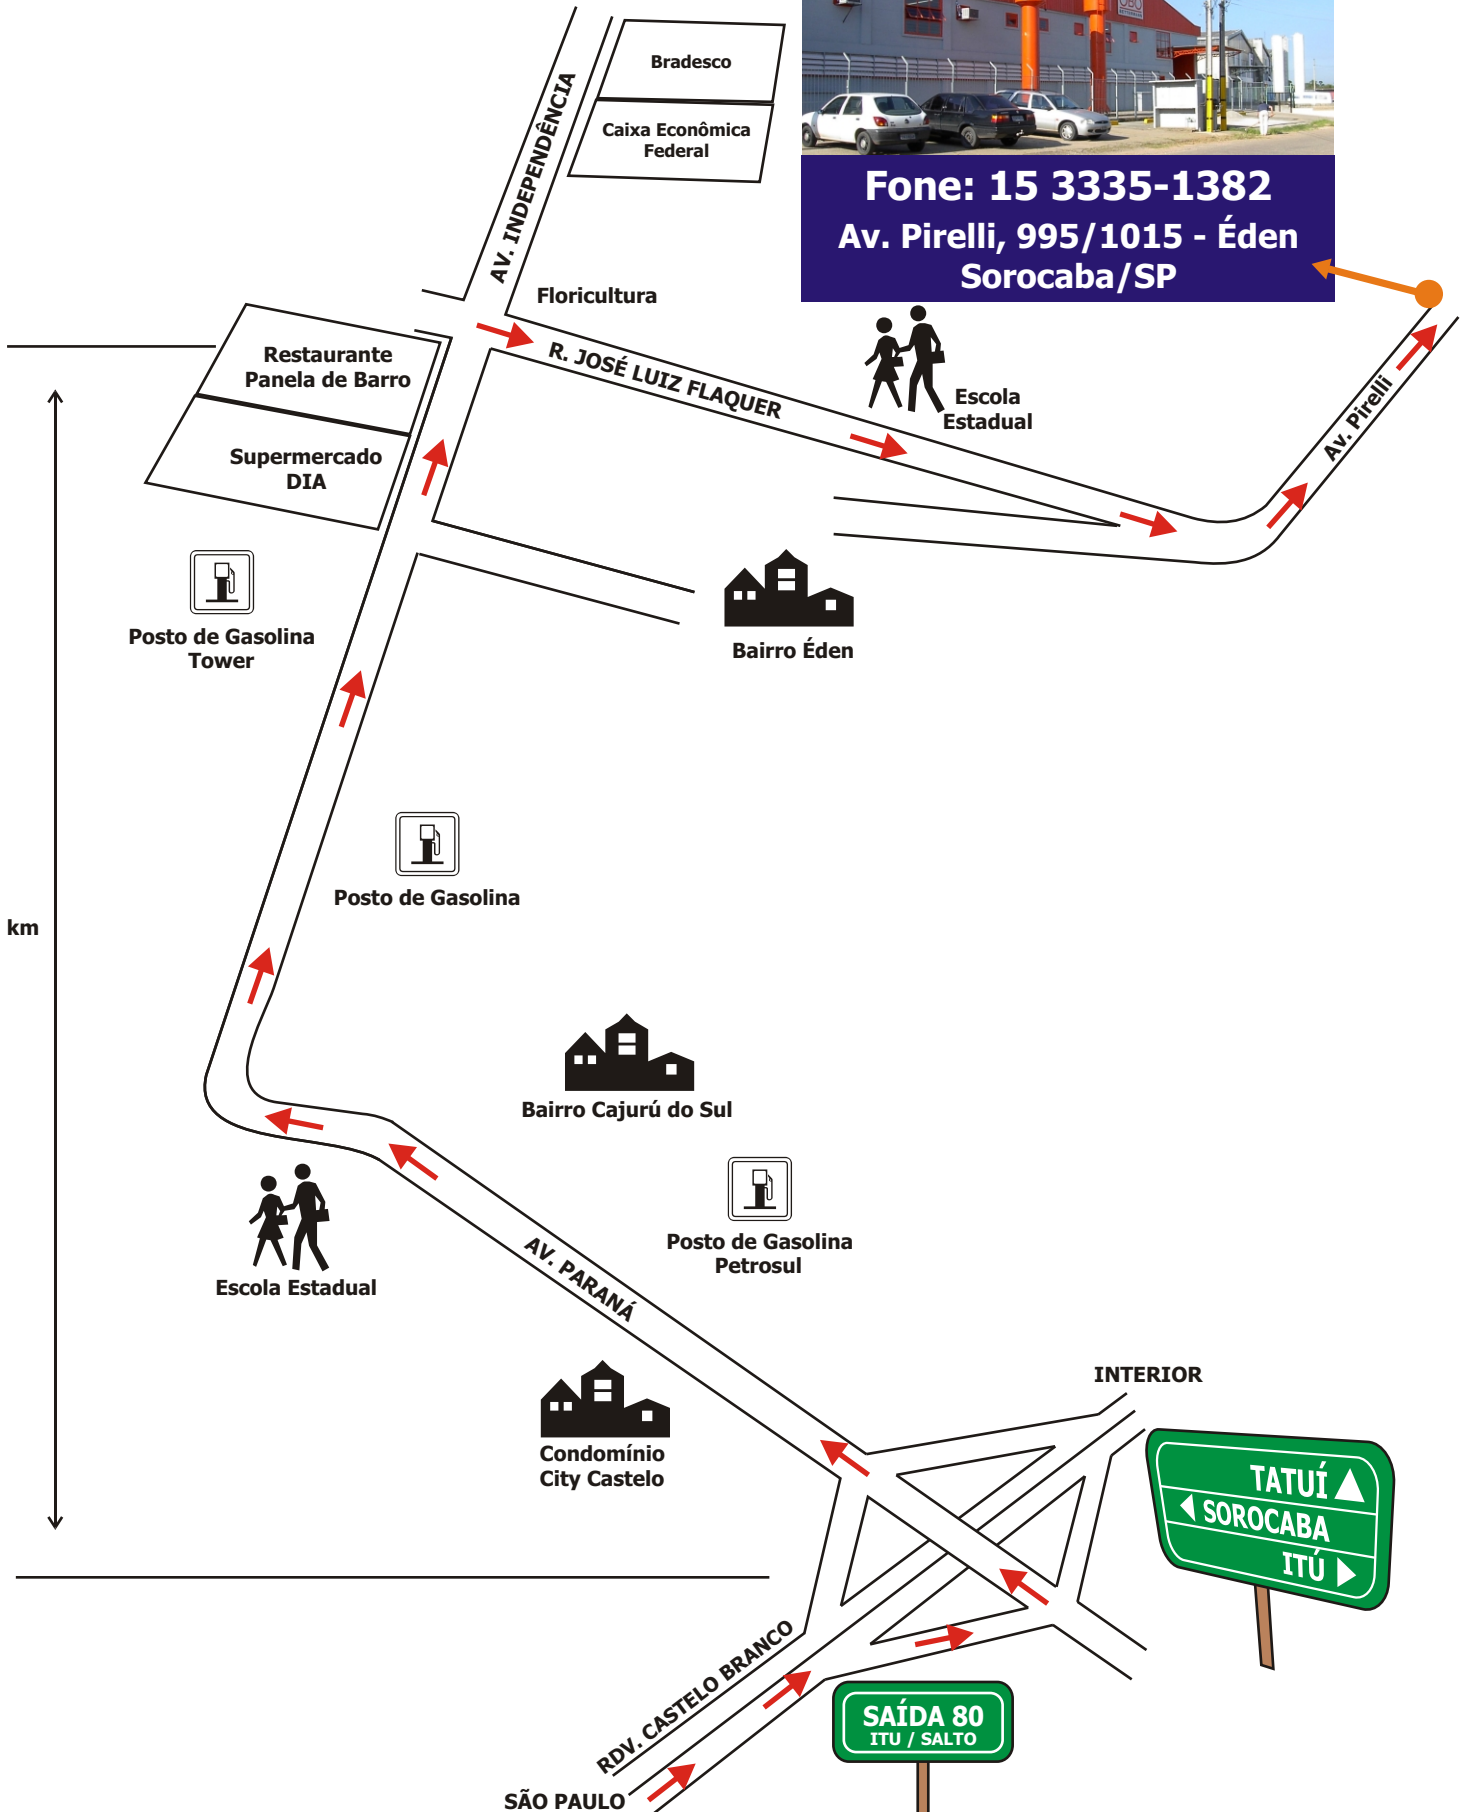 OBO
Bradesco
Caixa Econômica
Federal
AV. INDEPENDÊNCIA
Fone: 15 3335-1382
Av. Pirelli, 995/1015 - Éden
Sorocaba/SP
Floricultura
Restaurante
Panela de Barro
R. JOSÉ LUIZ FLAQUER
Escola
Estadual
Av. Pirelli
Supermercado
DIA
Posto de Gasolina
Tower
Bairro Éden
Posto de Gasolina
km
Bairro Cajurú do Sul
Posto de Gasolina
Petrosul
Escola Estadual
AV. PARANÁ
Condomínio
City Castelo
INTERIOR
TATUÍ
SOROCABA
ITÚ
RDV. CASTELO BRANCO
SAÍDA 80
ITU / SALTO
SÃO PAULO